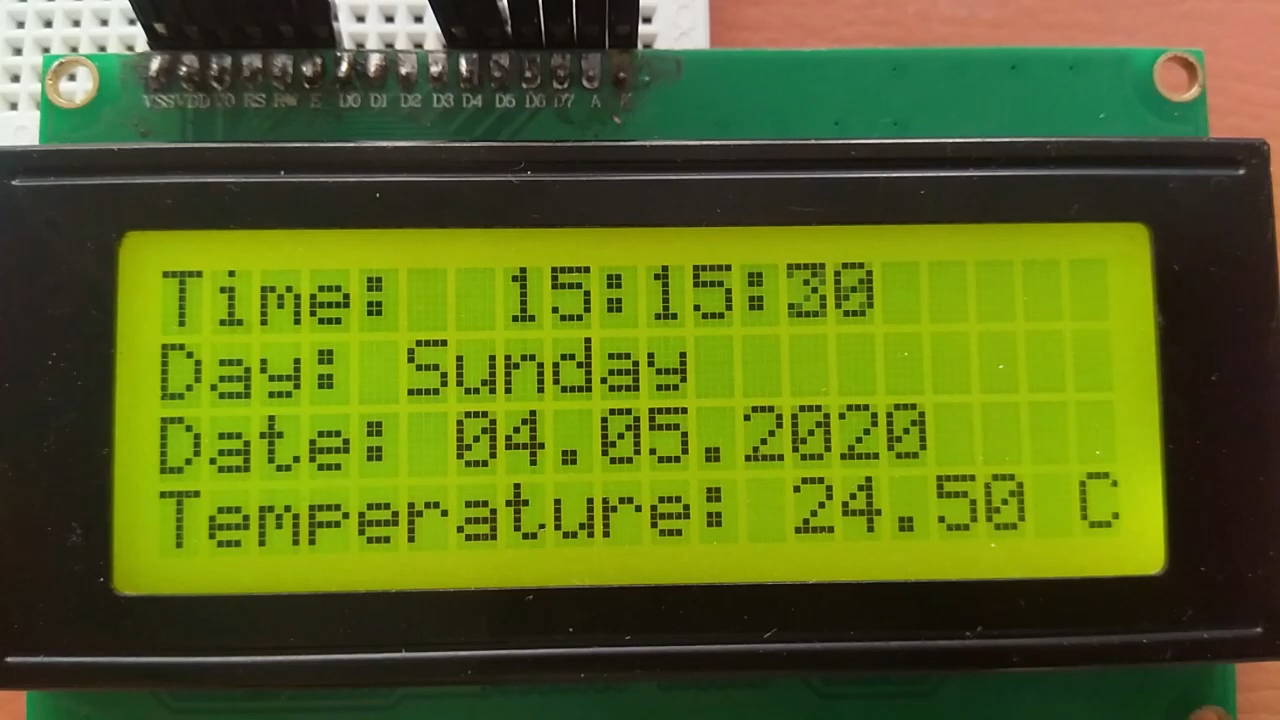 VSS VDD V0 RS RW E D0 D1 D2 D3 D4 D5 D6 D7 A K
Time: 15:15:30
Day: Sunday
Date: 04.05.2020
Temperature: 24.50 C